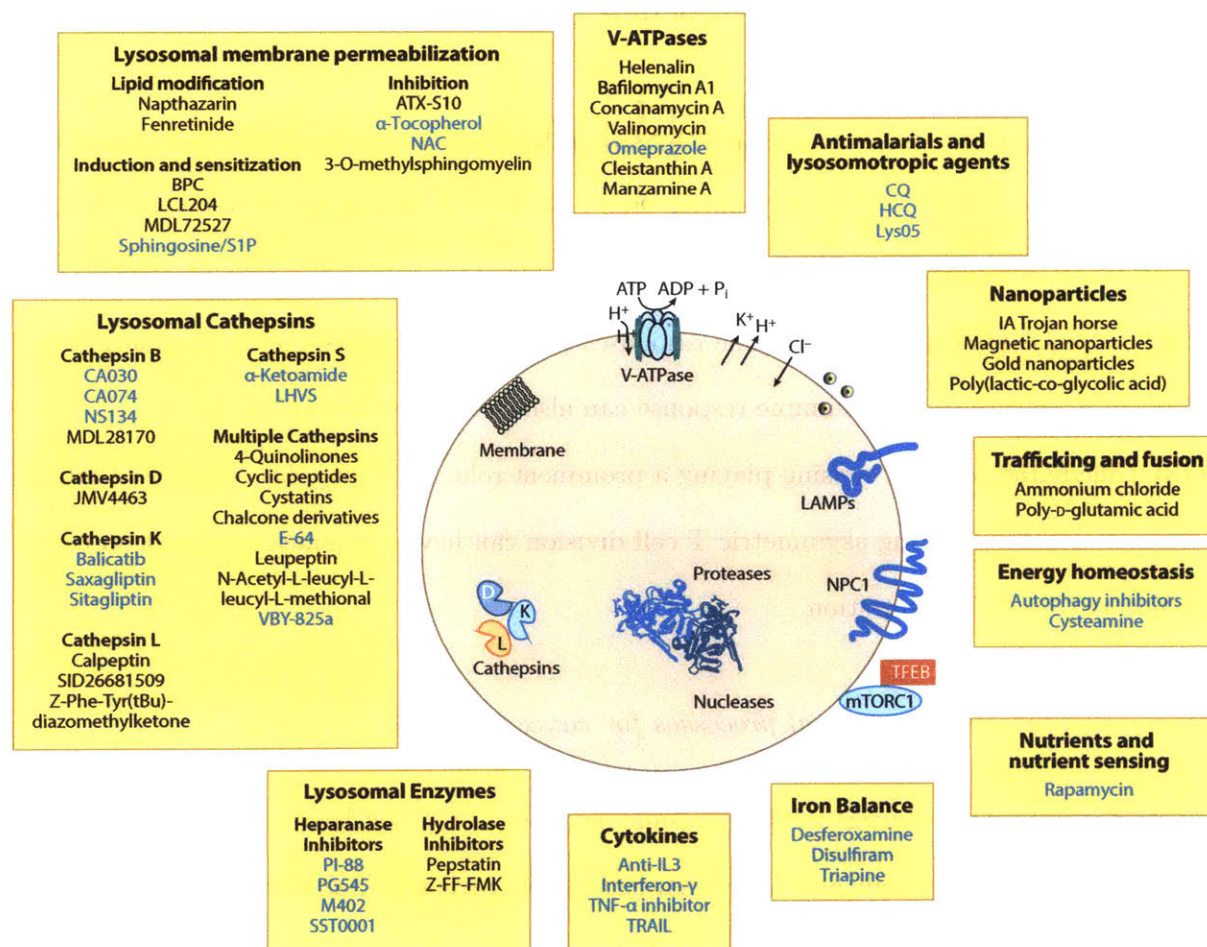 Lysosomal membrane permeabilization
Lipid modification
Napthazarin
Fenretinide
Induction and sensitization
BPC
LCL204
MDL72527
Sphingosine/S1P
Inhibition
ATX-S10
α-Tocopherol
NAC
3-O-methylsphingomyelin
V-ATPases
Helenalin
Bafilomycin A1
Concanamycin A
Valinomycin
Omeprazole
Cleistanthin A
Manzamine A
Antimalarials and
lysosomotropic agents
CQ
HCQ
Lys05
Lysosomal Cathepsins
Cathepsin B
CA030
CA074
NS134
MDL28170
Cathepsin D
JMV4463
Cathepsin K
Balicatib
Saxagliptin
Sitagliptin
Cathepsin L
Calpeptin
SID26681509
Z-Phe-Tyr(tBu)-
diazomethylketone
Cathepsin S
α-Ketoamide
LHVS
Multiple Cathepsins
4-Quinolinones
Cyclic peptides
Cystatins
Chalcone derivatives
E-64
Leupeptin
N-Acetyl-L-leucyl-L-
leucyl-L-methional
VBY-825a
ATP
ADP + Pi
H+
H+
V-ATPase
K+
H+
Cl−
Membrane
LAMPs
NPC1
Proteases
Nucleases
D
K
L
Cathepsins
TFEB
mTORC1
Nanoparticles
IA Trojan horse
Magnetic nanoparticles
Gold nanoparticles
Poly(lactic-co-glycolic acid)
Trafficking and fusion
Ammonium chloride
Poly-D-glutamic acid
Energy homeostasis
Autophagy inhibitors
Cysteamine
Nutrients and
nutrient sensing
Rapamycin
Lysosomal Enzymes
Heparanase
Inhibitors
PI-88
PG545
M402
SST0001
Hydrolase
Inhibitors
Pepstatin
Z-FF-FMK
Cytokines
Anti-IL3
Interferon-γ
TNF-α inhibitor
TRAIL
Iron Balance
Desferoxamine
Disulfiram
Triapine